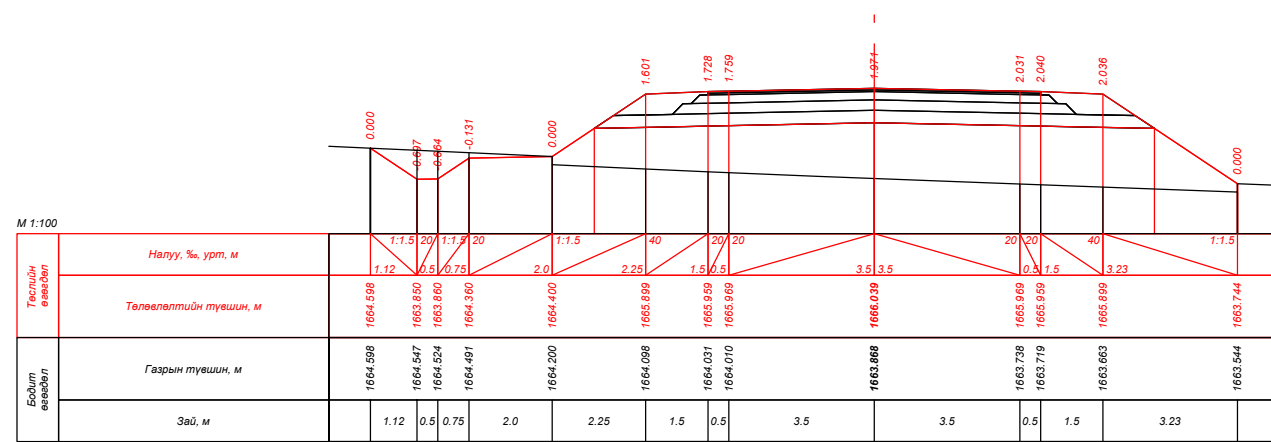 0.000 -0.697 -0.664 -0.131 0.000 1.601 1.728 1.759 1.971 2.031 2.040 2.036 0.000
М 1:100
Төслийн өгөгдөл
Налуу, ‰, урт, м
1:1.5 20 1:1.5 20 1:1.5 40 20 20 20 20 40 1:1.5
1.12 0.5 0.75 2.0 2.25 1.5 0.5 3.5 3.5 0.5 1.5 3.23
Төлөвлөлтийн түвшин, м
1664.598 1663.850 1663.860 1664.360 1664.400 1665.899 1665.959 1665.969 1666.039 1665.969 1665.959 1665.899 1663.744
Бодит өгөгдөл
Газрын түвшин, м
1664.598 1664.547 1664.524 1664.491 1664.200 1664.098 1664.031 1664.010 1663.868 1663.738 1663.719 1663.663 1663.544
Зай, м
1.12 0.5 0.75 2.0 2.25 1.5 0.5 3.5 3.5 0.5 1.5 3.23